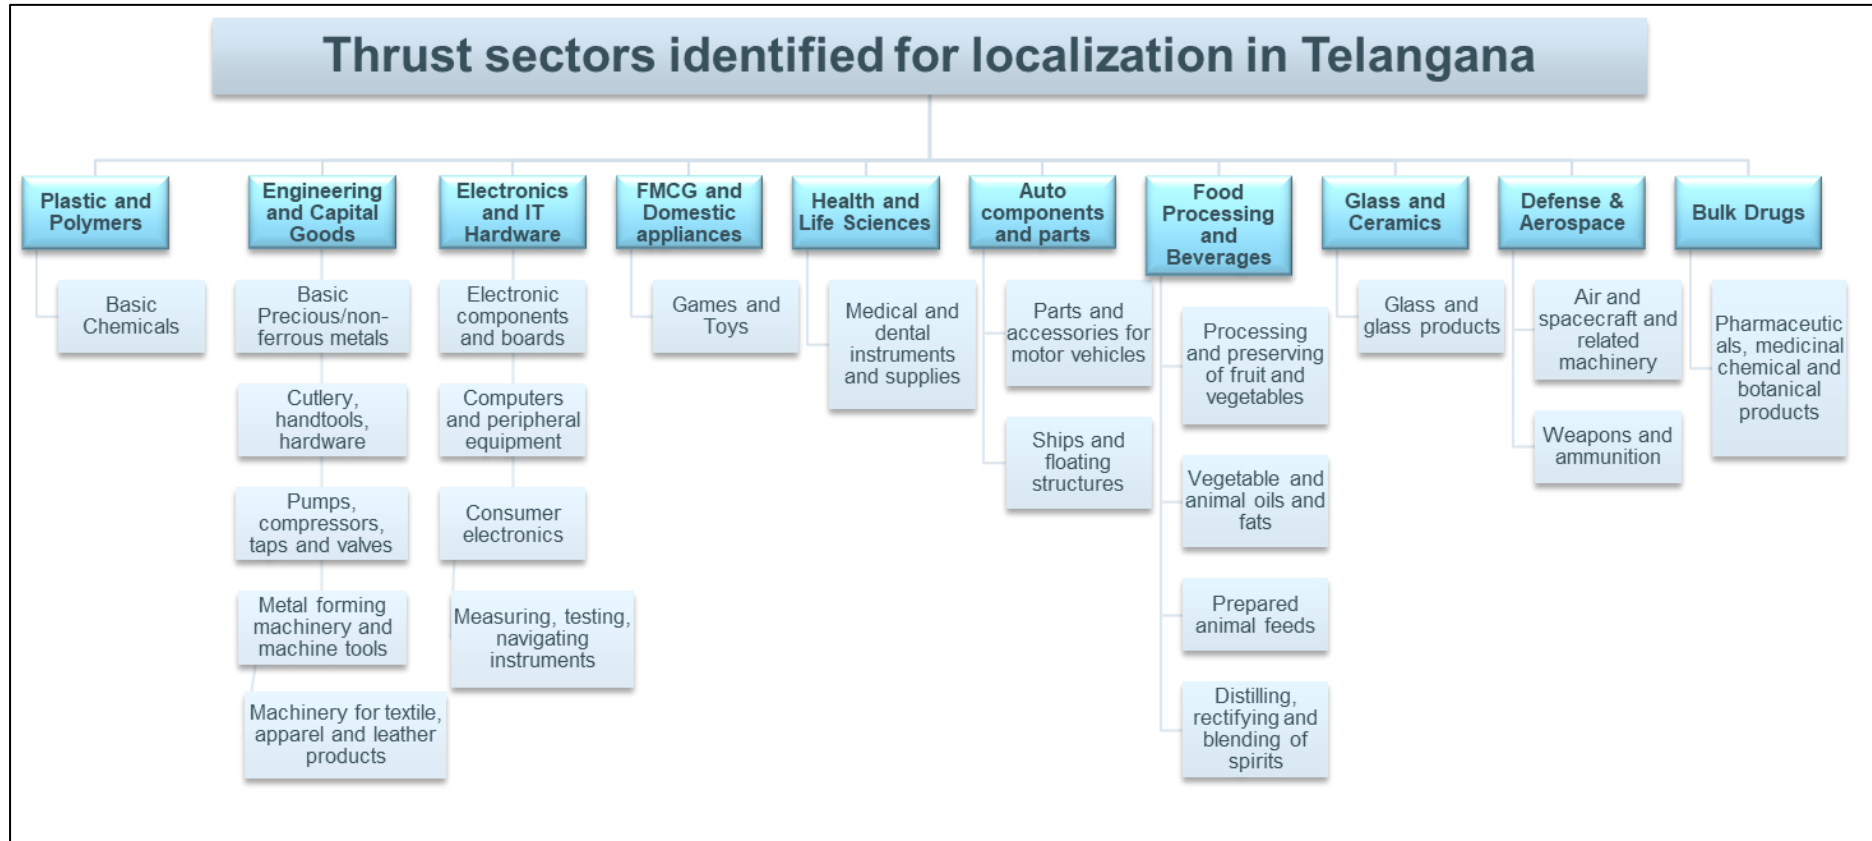 Thrust sectors identified for localization in Telangana
Plastic and
Polymers
Basic
Chemicals
Engineering
and Capital
Goods
Basic
Precious/non-
ferrous metals
Cutlery,
handtools,
hardware
Pumps,
compressors,
taps and valves
Metal forming
machinery and
machine tools
Machinery for textile,
apparel and leather
products
Electronics
and IT
Hardware
Electronic
components
and boards
Computers
and peripheral
equipment
Consumer
electronics
Measuring, testing,
navigating
instruments
FMCG and
Domestic
appliances
Games and
Toys
Health and
Life Sciences
Medical and
dental
instruments
and supplies
Auto
components
and parts
Parts and
accessories for
motor vehicles
Ships and
floating
structures
Food
Processing
and
Beverages
Processing
and preserving
of fruit and
vegetables
Vegetable and
animal oils and
fats
Prepared
animal feeds
Distilling,
rectifying and
blending of
spirits
Glass and
Ceramics
Glass and
glass products
Defense &
Aerospace
Air and
spacecraft and
related
machinery
Weapons and
ammunition
Bulk Drugs
Pharmaceutic
als, medicinal
chemical and
botanical
products